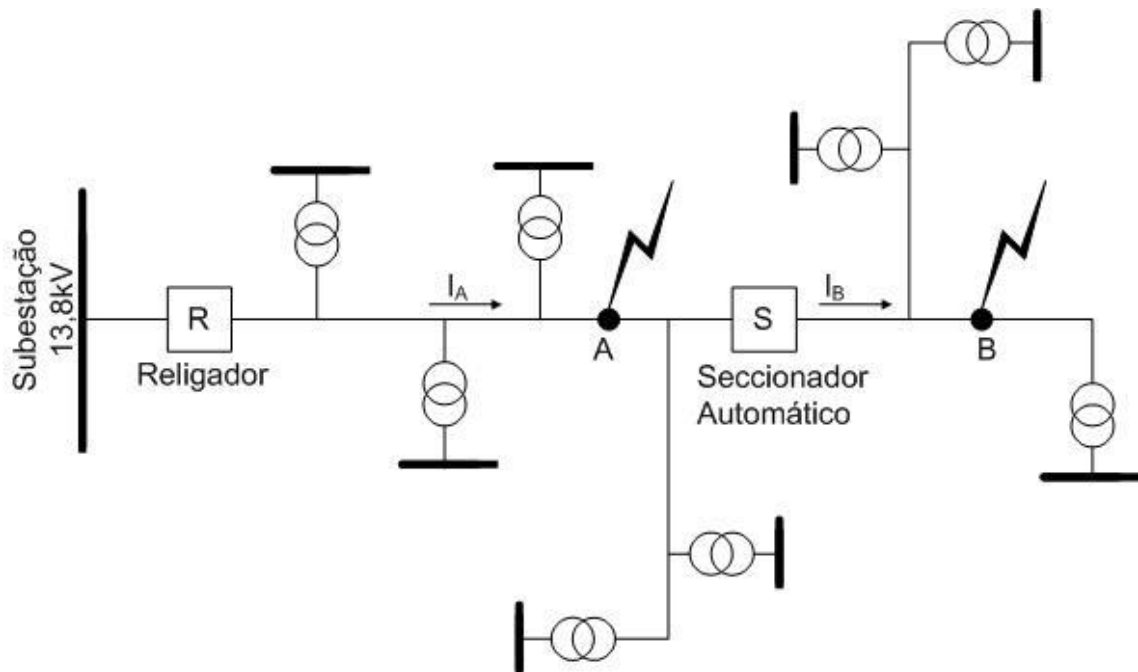 Subestação
13,8kV
R
Religador
I_A
A
S
Seccionador
Automático
I_B
B